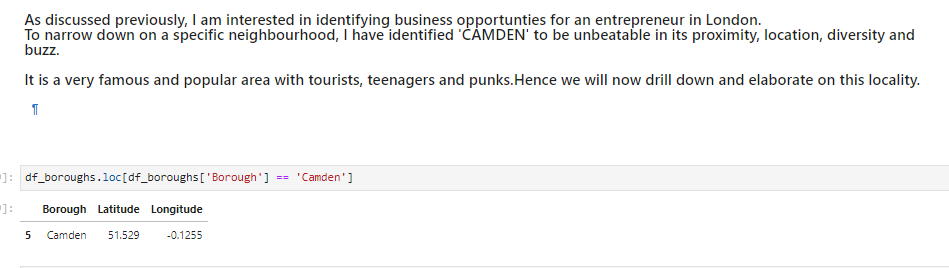 As discussed previously, I am interested in identifying business opportunties for an entrepreneur in London.
To narrow down on a specific neighbourhood, I have identified 'CAMDEN' to be unbeatable in its proximity, location, diversity and
buzz.
It is a very famous and popular area with tourists, teenagers and punks.Hence we will now drill down and elaborate on this locality.
¶
]: df_boroughs.loc[df_boroughs['Borough'] == 'Camden']
]: Borough Latitude Longitude
5 Camden 51.529 -0.1255